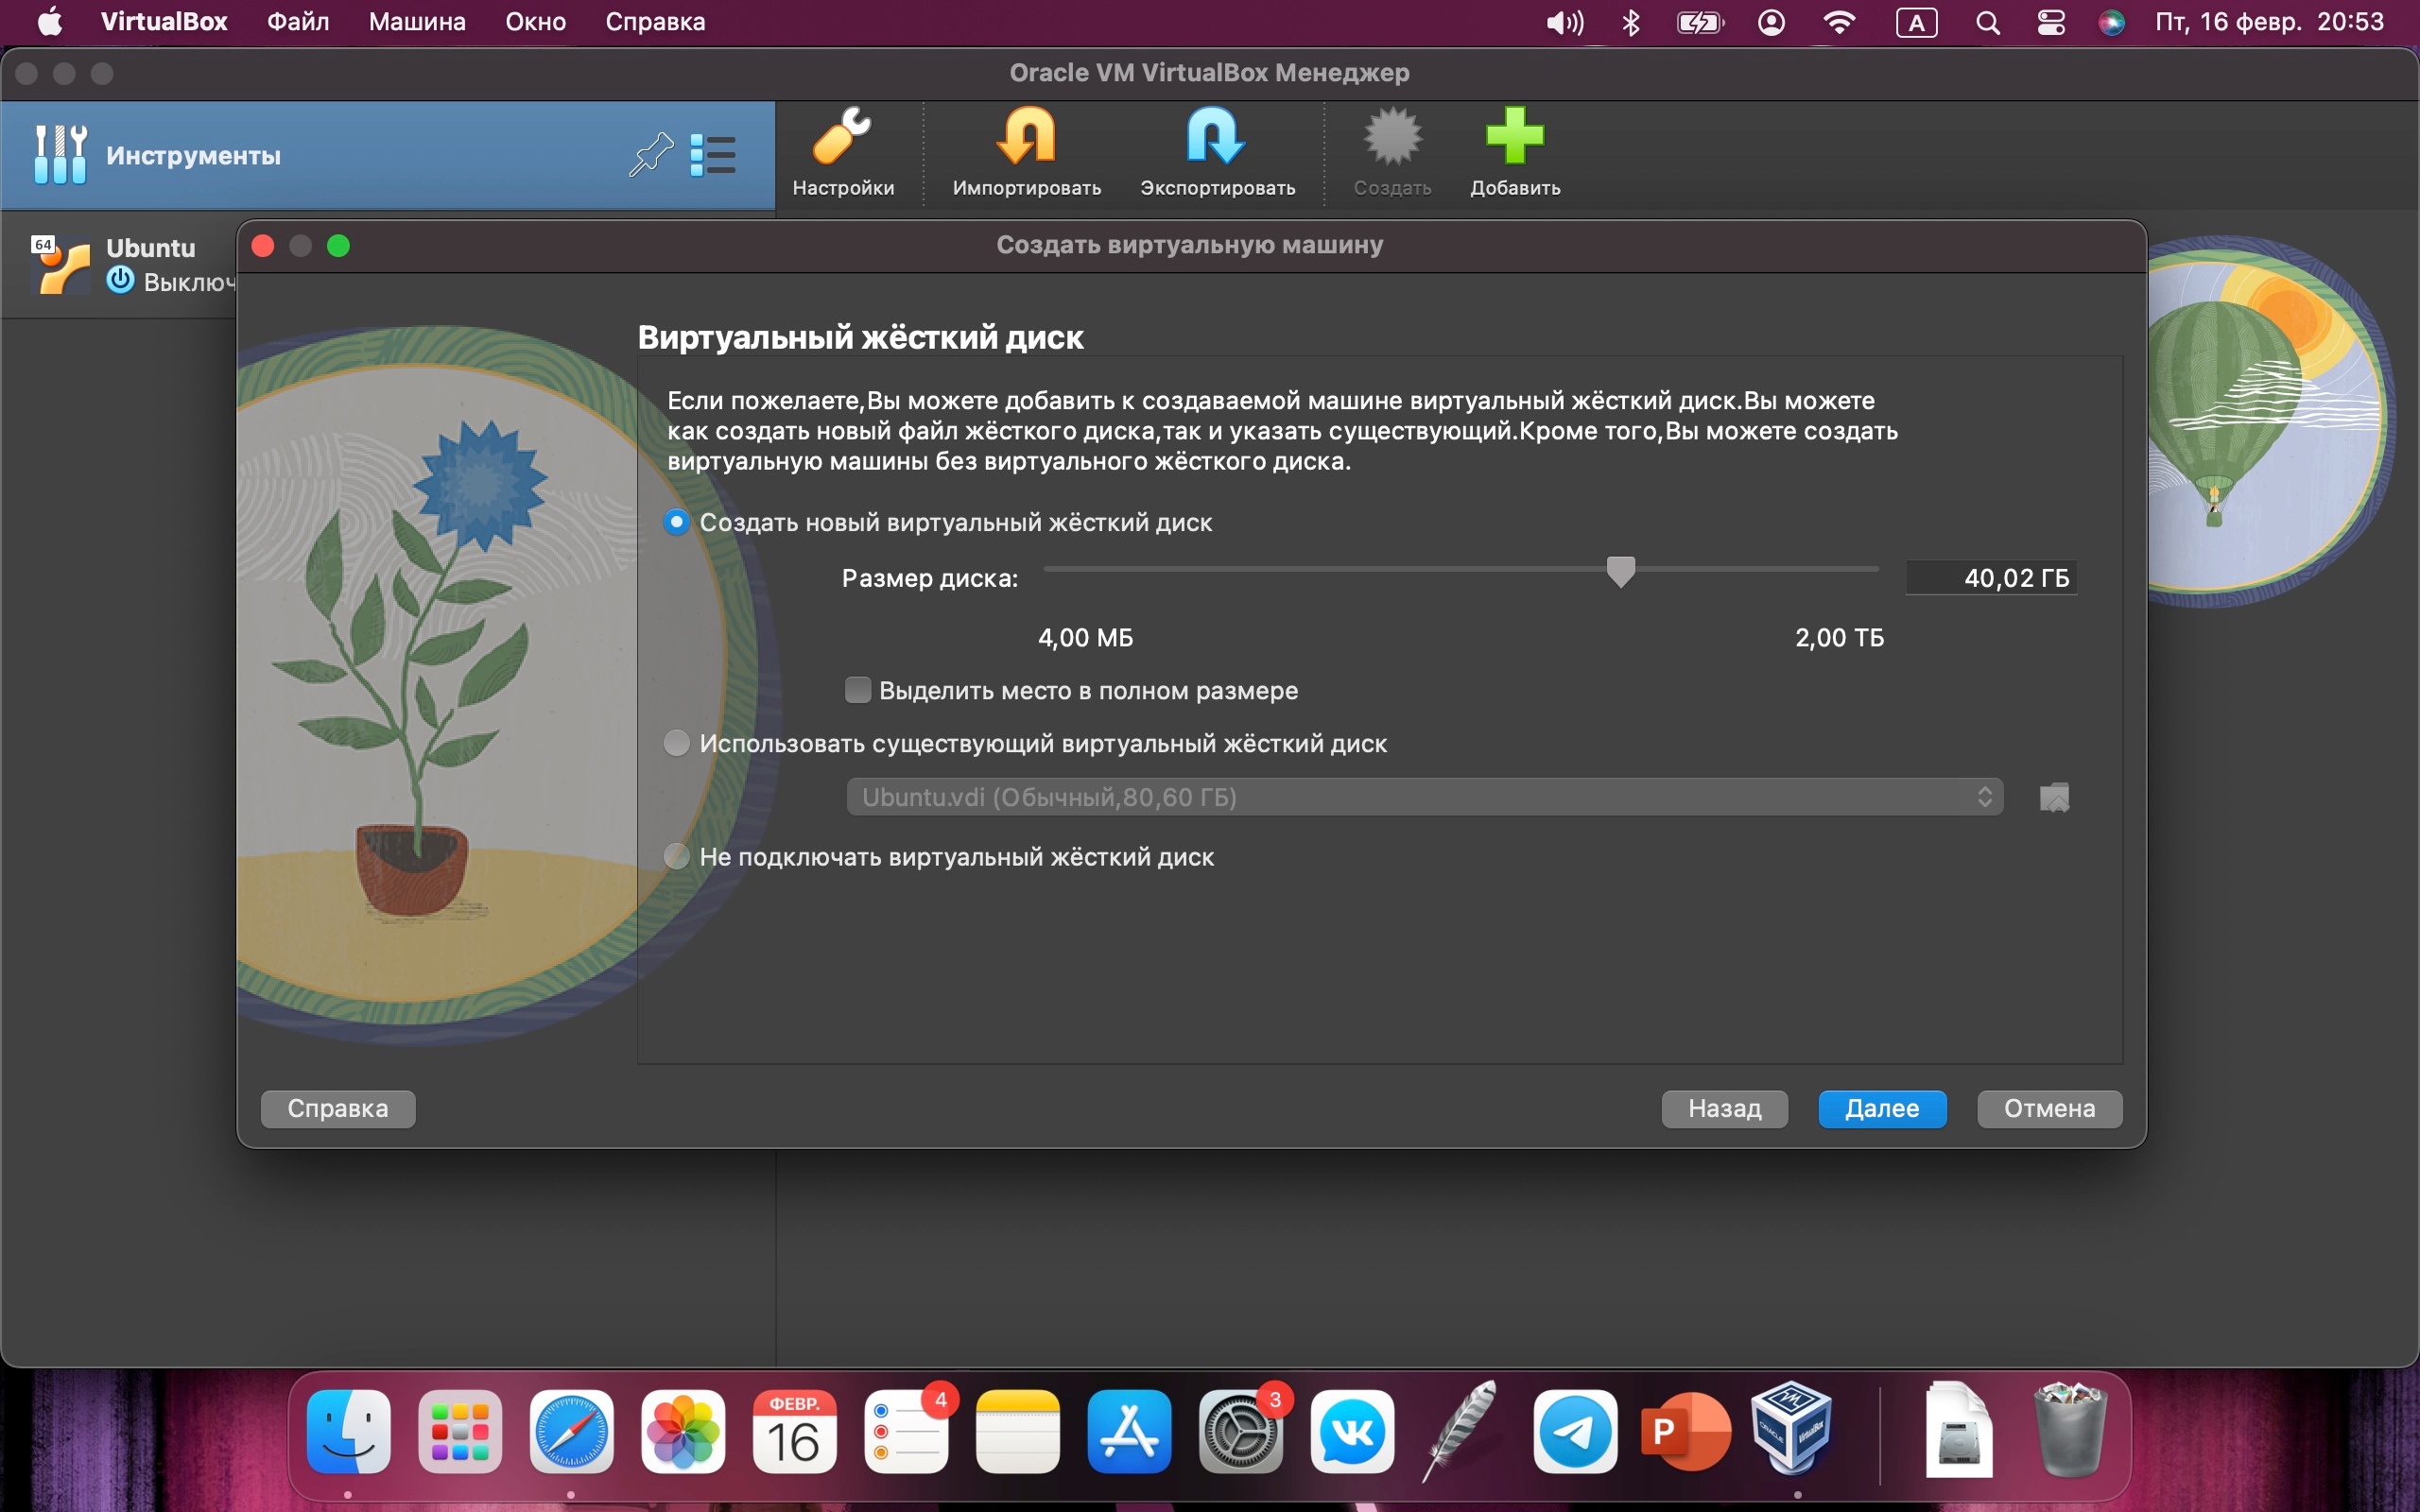 VirtualBox Файл Машина Окно Справка A Пт, 16 февр. 20:53
Oracle VM VirtualBox Менеджер
Инструменты
Настройки Импортировать Экспортировать Создать Добавить
64 Ubuntu
Выключ
Создать виртуальную машину
Виртуальный жёсткий диск
Если пожелаете,Вы можете добавить к создаваемой машине виртуальный жёсткий диск.Вы можете
как создать новый файл жёсткого диска,так и указать существующий.Кроме того,Вы можете создать
виртуальную машины без виртуального жёсткого диска.
Создать новый виртуальный жёсткий диск
Размер диска: 40,02 ГБ
4,00 МБ 2,00 ТБ
Выделить место в полном размере
Использовать существующий виртуальный жёсткий диск
Ubuntu.vdi (Обычный,80,60 ГБ)
Не подключать виртуальный жёсткий диск
Справка Назад Далее Отмена
ФЕВР. 4 3
16 P